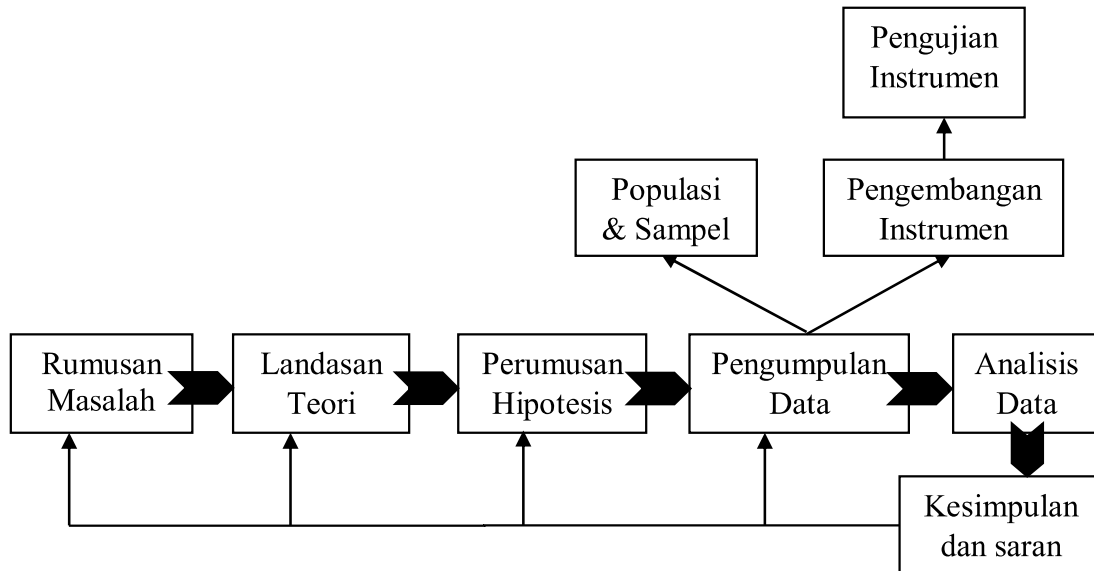 Pengujian
Instrumen
Populasi
& Sampel
Pengembangan
Instrumen
Rumusan
Masalah
Landasan
Teori
Perumusan
Hipotesis
Pengumpulan
Data
Analisis
Data
Kesimpulan
dan saran